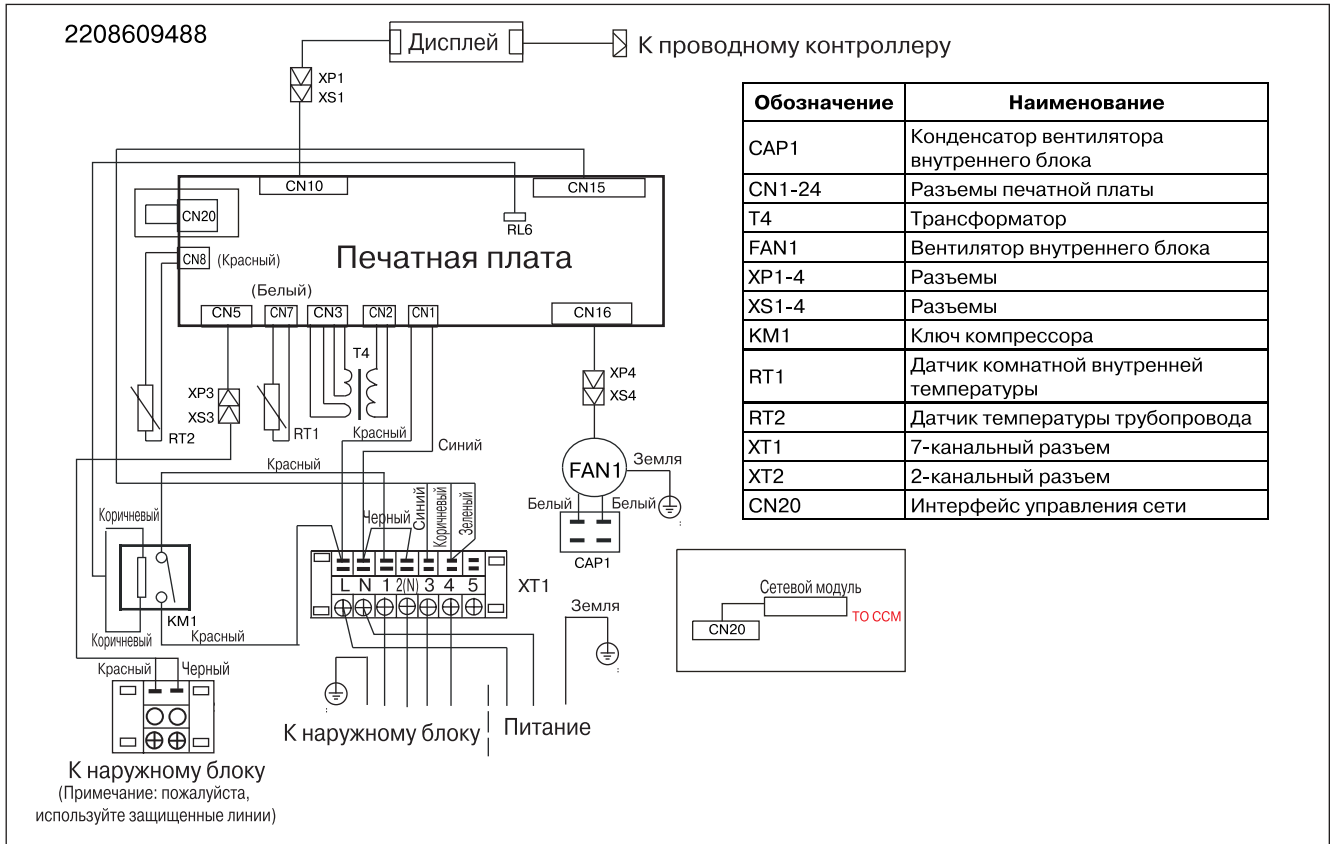 2208609488
Дисплей
К проводному контроллеру
XP1
XS1
CN10
CN15
CN20
RL6
CN8
(Красный)
Печатная плата
(Белый)
CN5
CN7
CN3
CN2
CN1
CN16
T4
XP3
XS3
RT2
RT1
Красный
Синий
XP4
XS4
FAN1
Земля
Белый
Белый
CAP1
Красный
Коричневый
Черный
Синий
Коричневый
Зеленый
L N 1 2(N) 3 4 5
XT1
KM1
Коричневый
Красный
Земля
Красный
Черный
К наружному блоку
Питание
К наружному блоку
(Примечание: пожалуйста,
используйте защищенные линии)
Обозначение Наименование
CAP1 Конденсатор вентилятора
внутреннего блока
CN1-24 Разъемы печатной платы
T4 Трансформатор
FAN1 Вентилятор внутреннего блока
XP1-4 Разъемы
XS1-4 Разъемы
KM1 Ключ компрессора
RT1 Датчик комнатной внутренней
температуры
RT2 Датчик температуры трубопровода
XT1 7-канальный разъем
XT2 2-канальный разъем
CN20 Интерфейс управления сети
Сетевой модуль
TO CCM
CN20